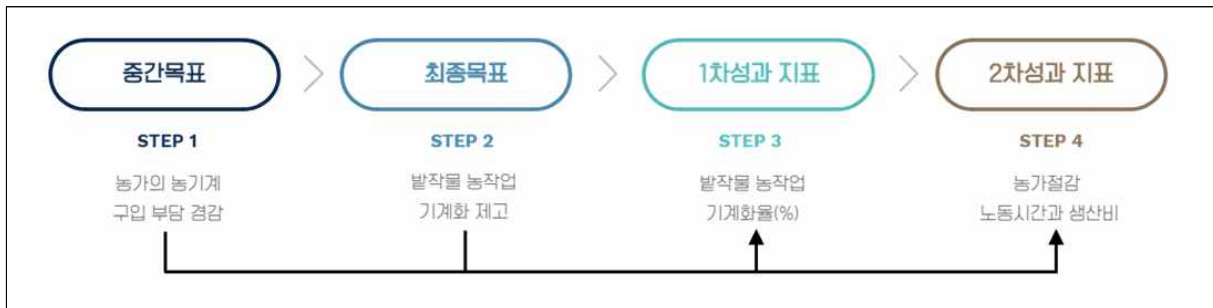 중간목표
최종목표
1차성과 지표
2차성과 지표
STEP 1
STEP 2
STEP 3
STEP 4
농가의 농기계
구입 부담 경감
밭작물 농작업
기계화 제고
밭작물 농작업
기계화율(%)
농가절감
노동시간과 생산비